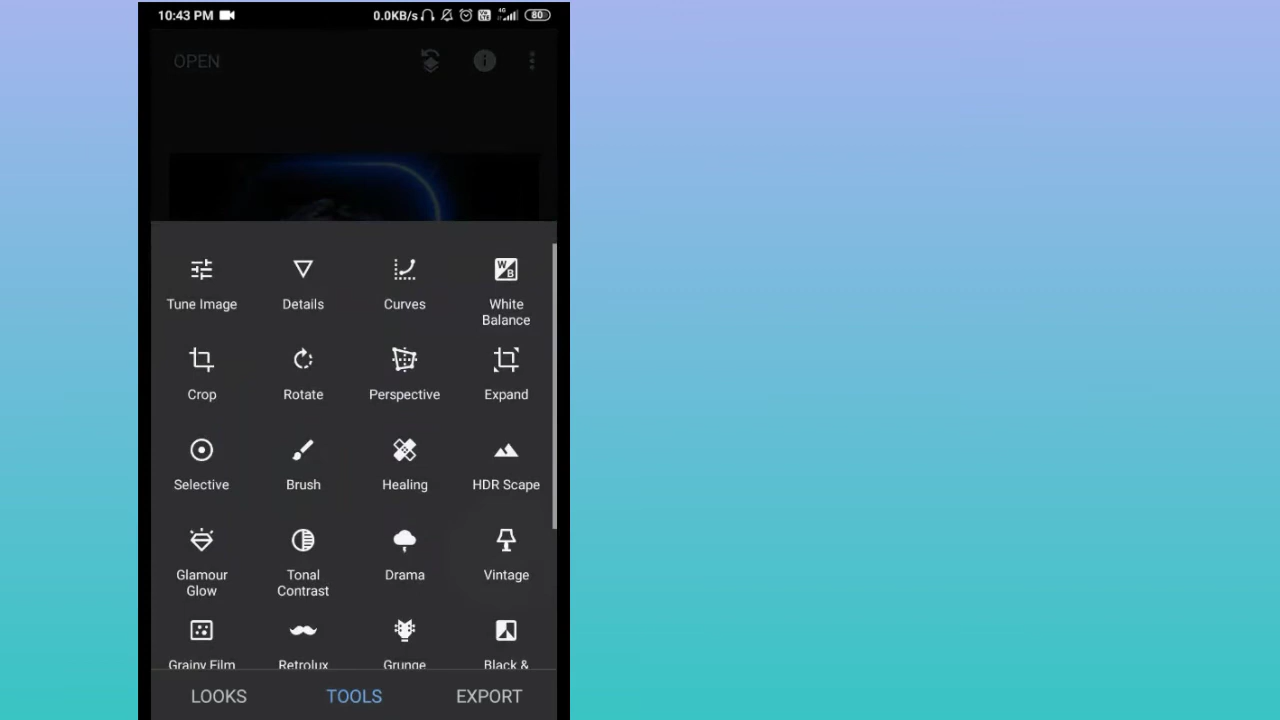 10:43 PM 0.0KB/s 4G 80
OPEN
Tune Image Details Curves White
Balance
Crop Rotate Perspective Expand
Selective Brush Healing HDR Scape
Glamour Tonal Drama Vintage
Glow Contrast
Grainy Film Retrolux Grunge Black &
LOOKS TOOLS EXPORT